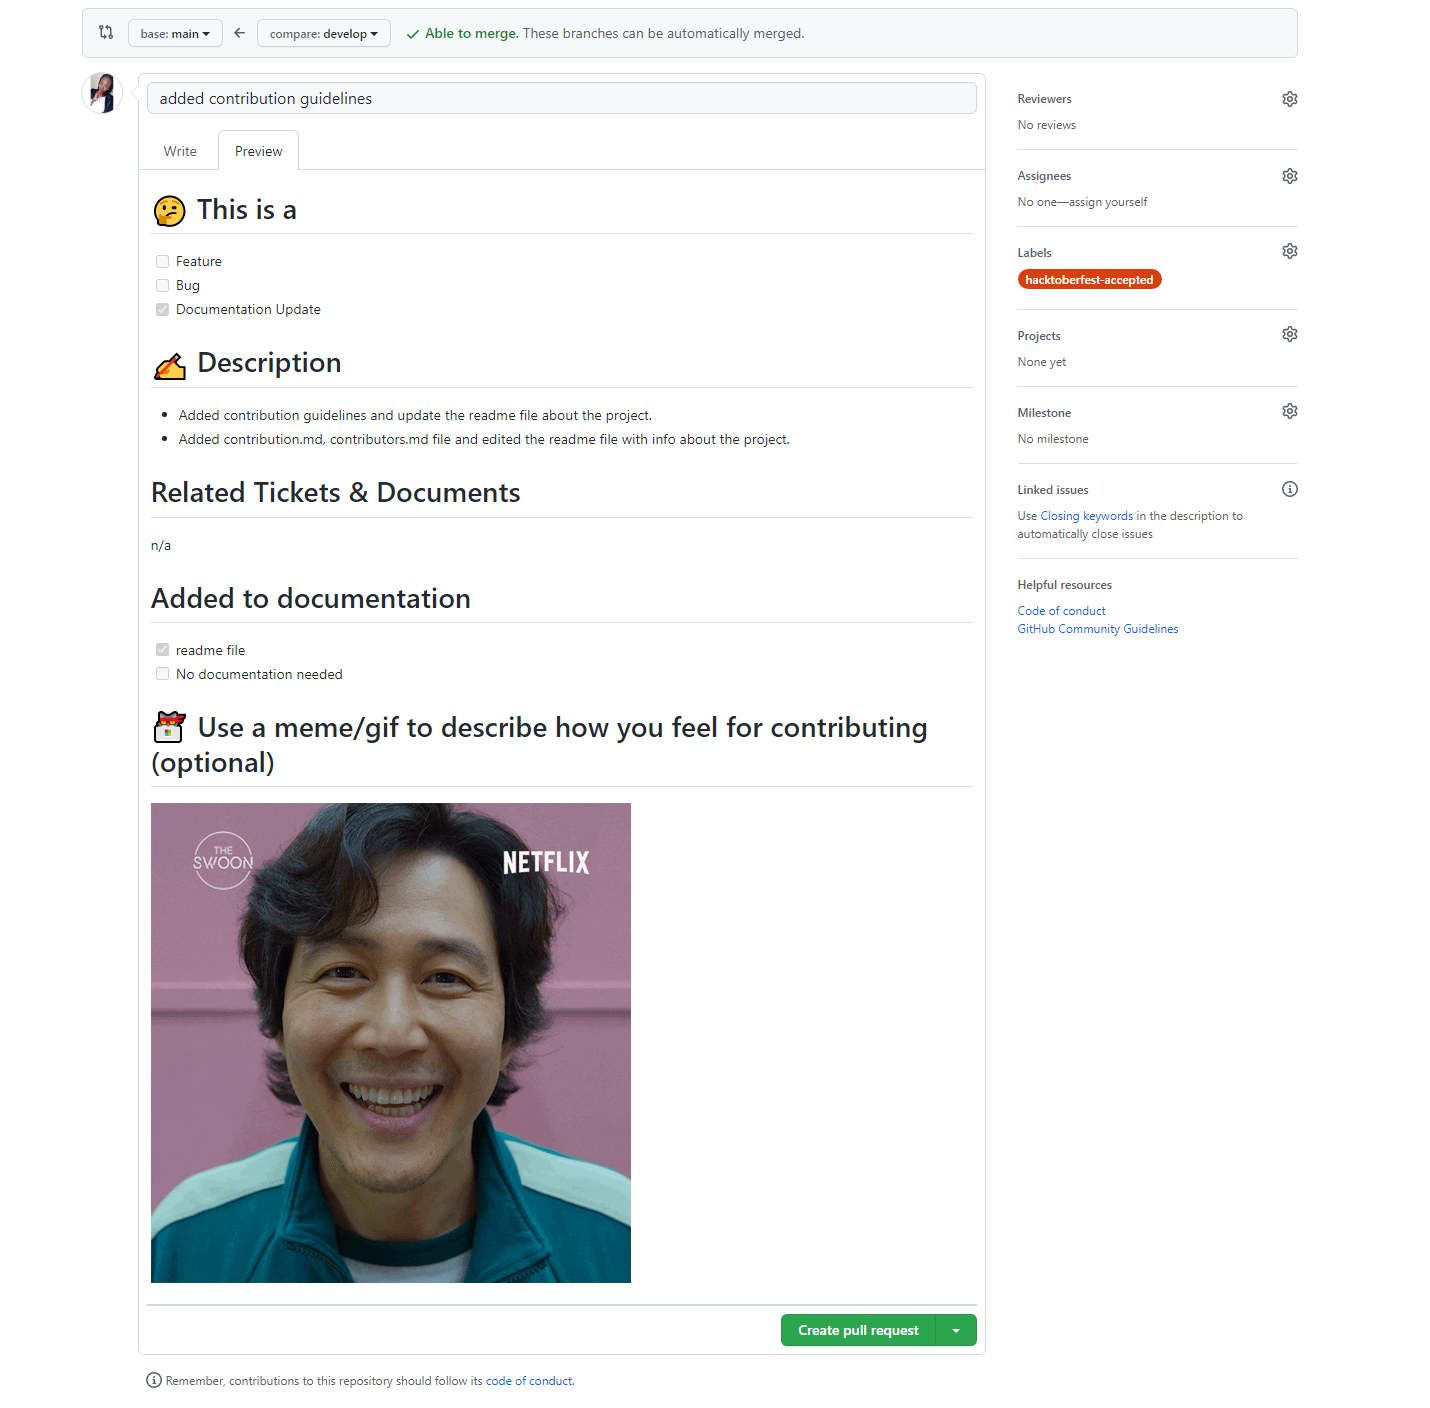 base: main
compare: develop
Able to merge. These branches can be automatically merged.
added contribution guidelines
Write
Preview
This is a
Feature
Bug
Documentation Update
Description
Added contribution guidelines and update the readme file about the project.
Added contribution.md, contributors.md file and edited the readme file with info about the project.
Related Tickets & Documents
n/a
Added to documentation
readme file
No documentation needed
Use a meme/gif to describe how you feel for contributing
(optional)
THE
SWOON
NETFLIX
Create pull request
Remember, contributions to this repository should follow its code of conduct.
Reviewers
No reviews
Assignees
No one—assign yourself
Labels
hacktoberfest-accepted
Projects
None yet
Milestone
No milestone
Linked issues
Use Closing keywords in the description to
automatically close issues
Helpful resources
Code of conduct
GitHub Community Guidelines